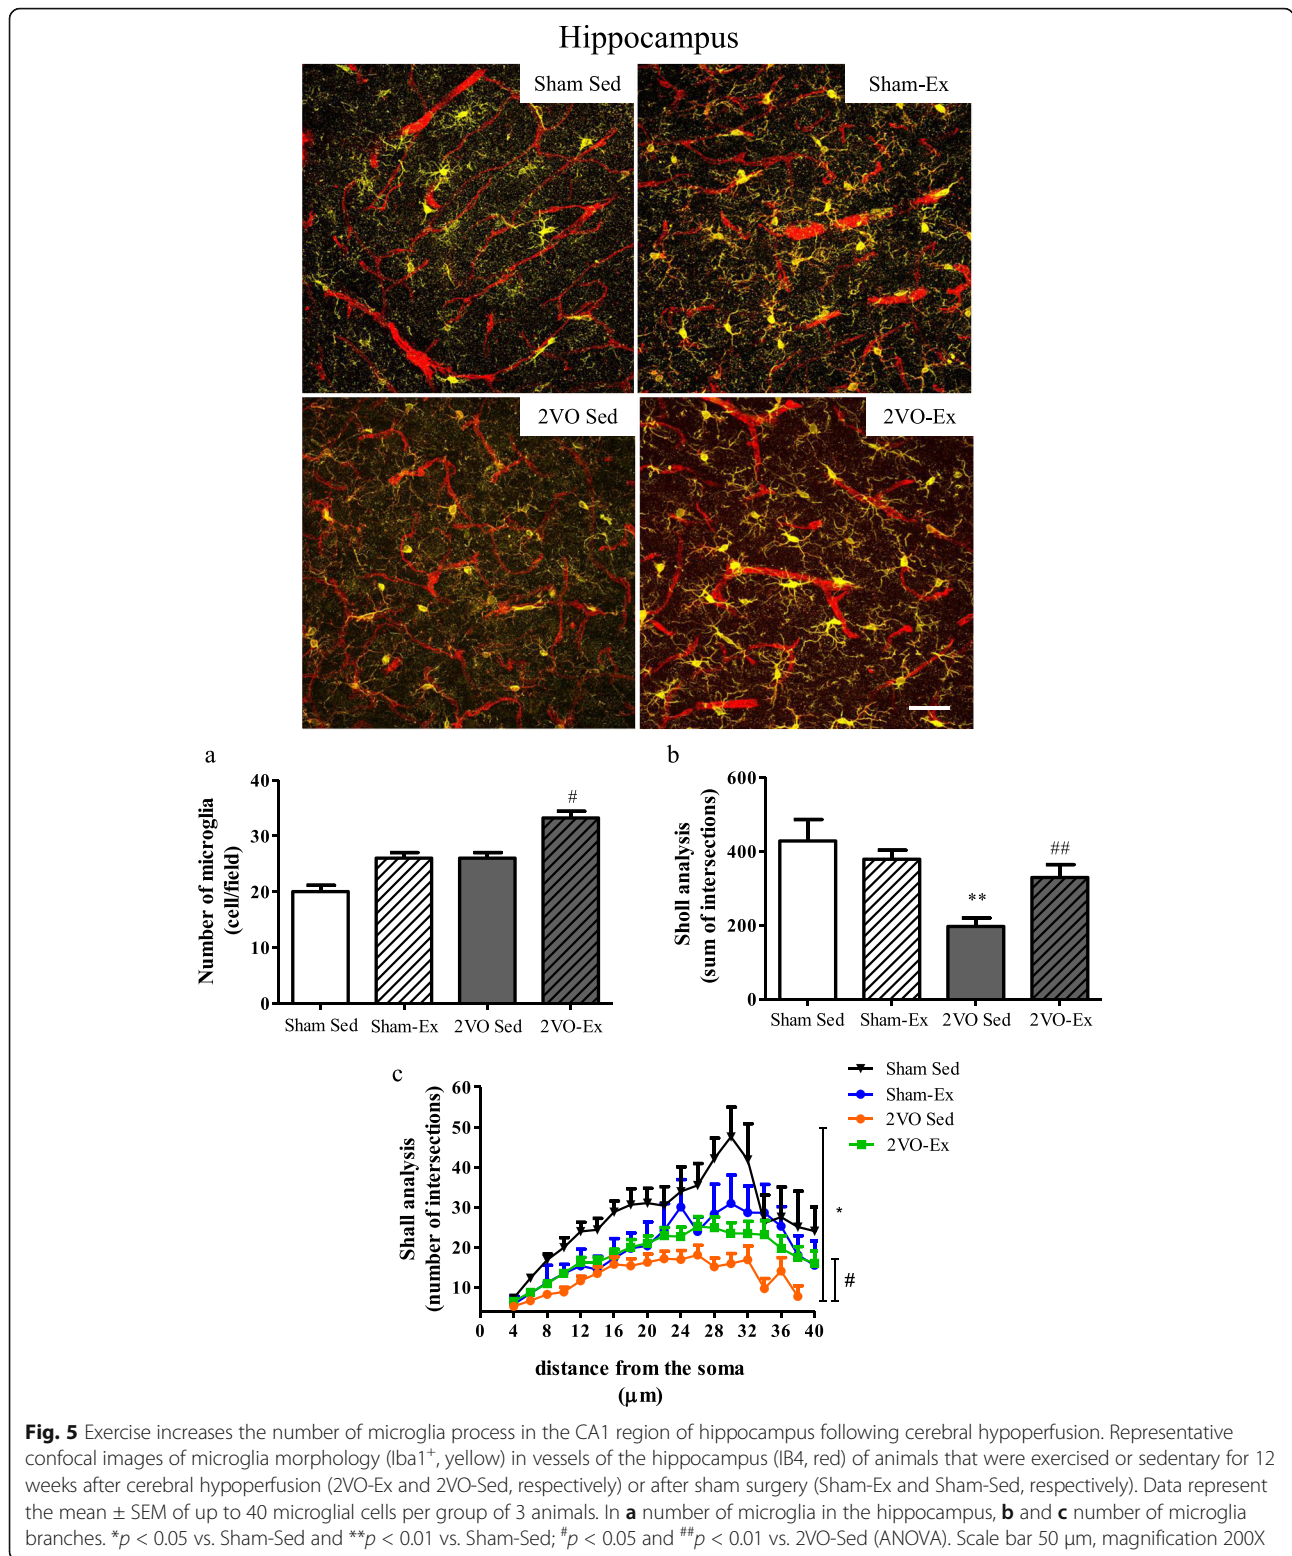 Hippocampus
Sham Sed
Sham-Ex
2VO Sed
2VO-Ex
a
Number of microglia
(cell/field)
40
30
20
10
0
Sham Sed
Sham-Ex
2VO Sed
2VO-Ex
#
b
Sholl analysis
(sum of intersections)
600
400
200
0
Sham Sed
Sham-Ex
2VO Sed
2VO-Ex
**
##
c
Shall analysis
(number of intersections)
60
50
40
30
20
10
0
4
8
12
16
20
24
28
32
36
40
distance from the soma
(µm)
Sham Sed
Sham-Ex
2VO Sed
2VO-Ex
*
#
Fig. 5 Exercise increases the number of microglia process in the CA1 region of hippocampus following cerebral hypoperfusion. Representative
confocal images of microglia morphology (Iba1⁺, yellow) in vessels of the hippocampus (IB4, red) of animals that were exercised or sedentary for 12
weeks after cerebral hypoperfusion (2VO-Ex and 2VO-Sed, respectively) or after sham surgery (Sham-Ex and Sham-Sed, respectively). Data represent
the mean ± SEM of up to 40 microglial cells per group of 3 animals. In a number of microglia in the hippocampus, b and c number of microglia
branches. *p < 0.05 vs. Sham-Sed and **p < 0.01 vs. Sham-Sed; #p < 0.05 and ##p < 0.01 vs. 2VO-Sed (ANOVA). Scale bar 50 µm, magnification 200X